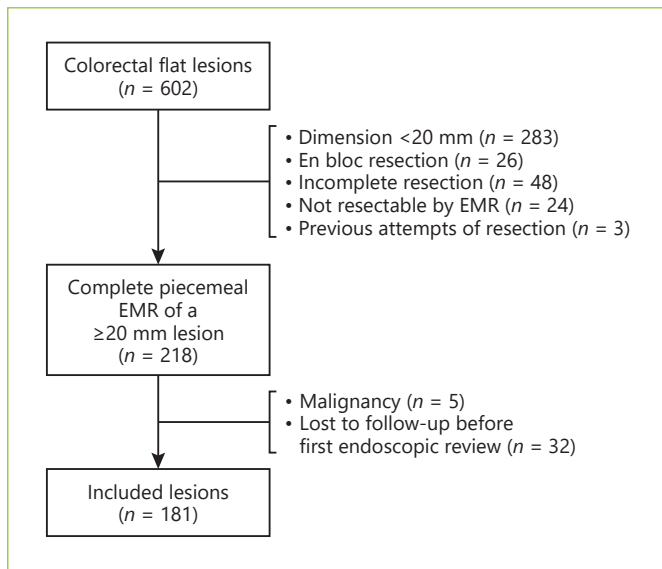 Colorectal flat lesions
(n = 602)
• Dimension <20 mm (n = 283)
• En bloc resection (n = 26)
• Incomplete resection (n = 48)
• Not resectable by EMR (n = 24)
• Previous attempts of resection (n = 3)
Complete piecemeal
EMR of a
≥20 mm lesion
(n = 218)
• Malignancy (n = 5)
• Lost to follow-up before
first endoscopic review (n = 32)
Included lesions
(n = 181)